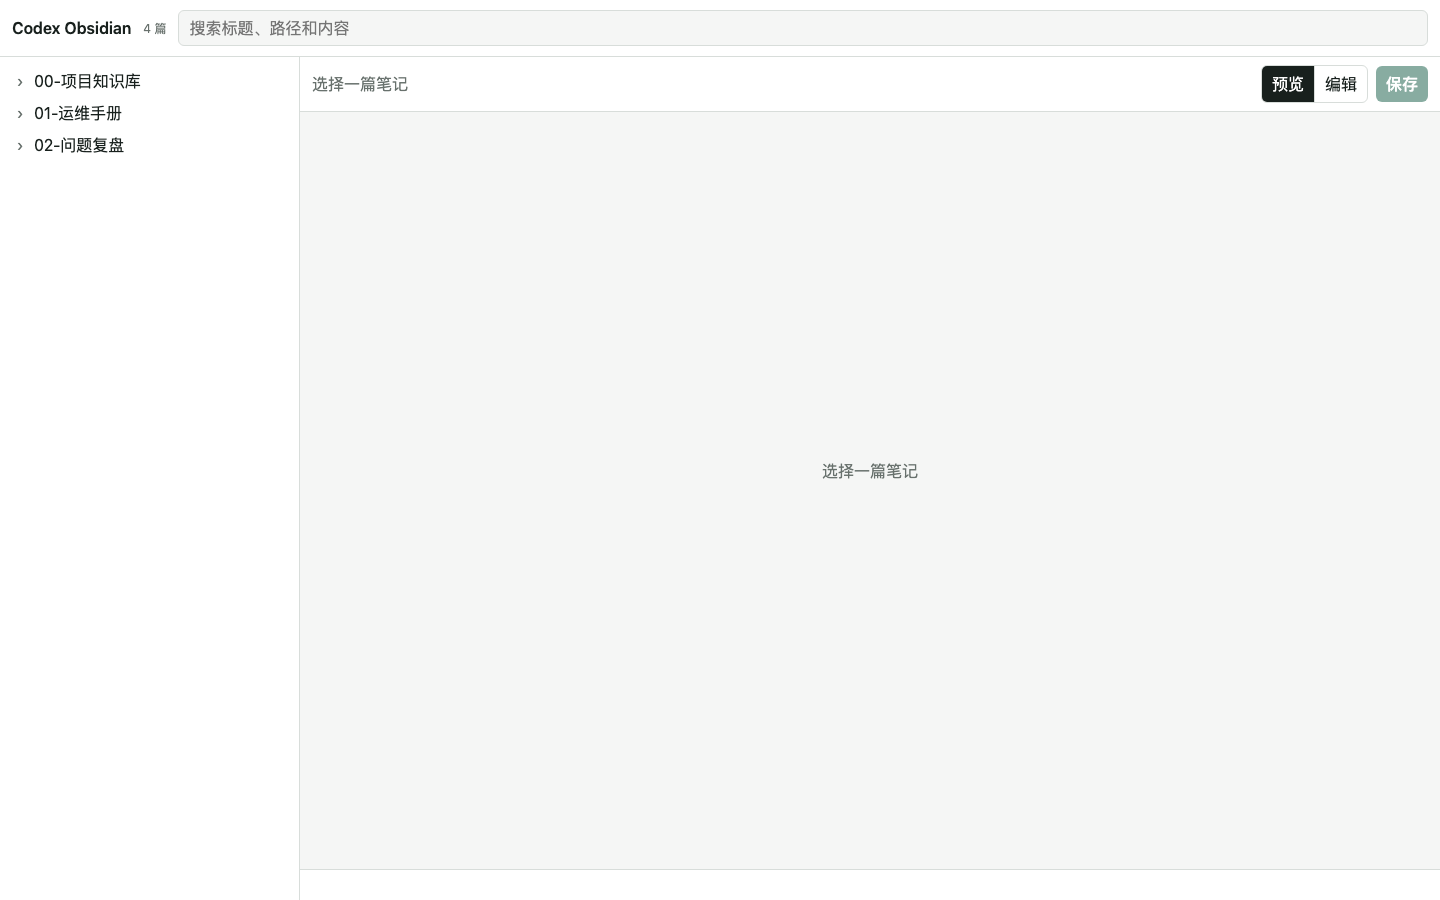 Codex Obsidian 4 篇 搜索标题、路径和内容
› 00-项目知识库
› 01-运维手册
› 02-问题复盘
选择一篇笔记 预览 编辑 保存
选择一篇笔记